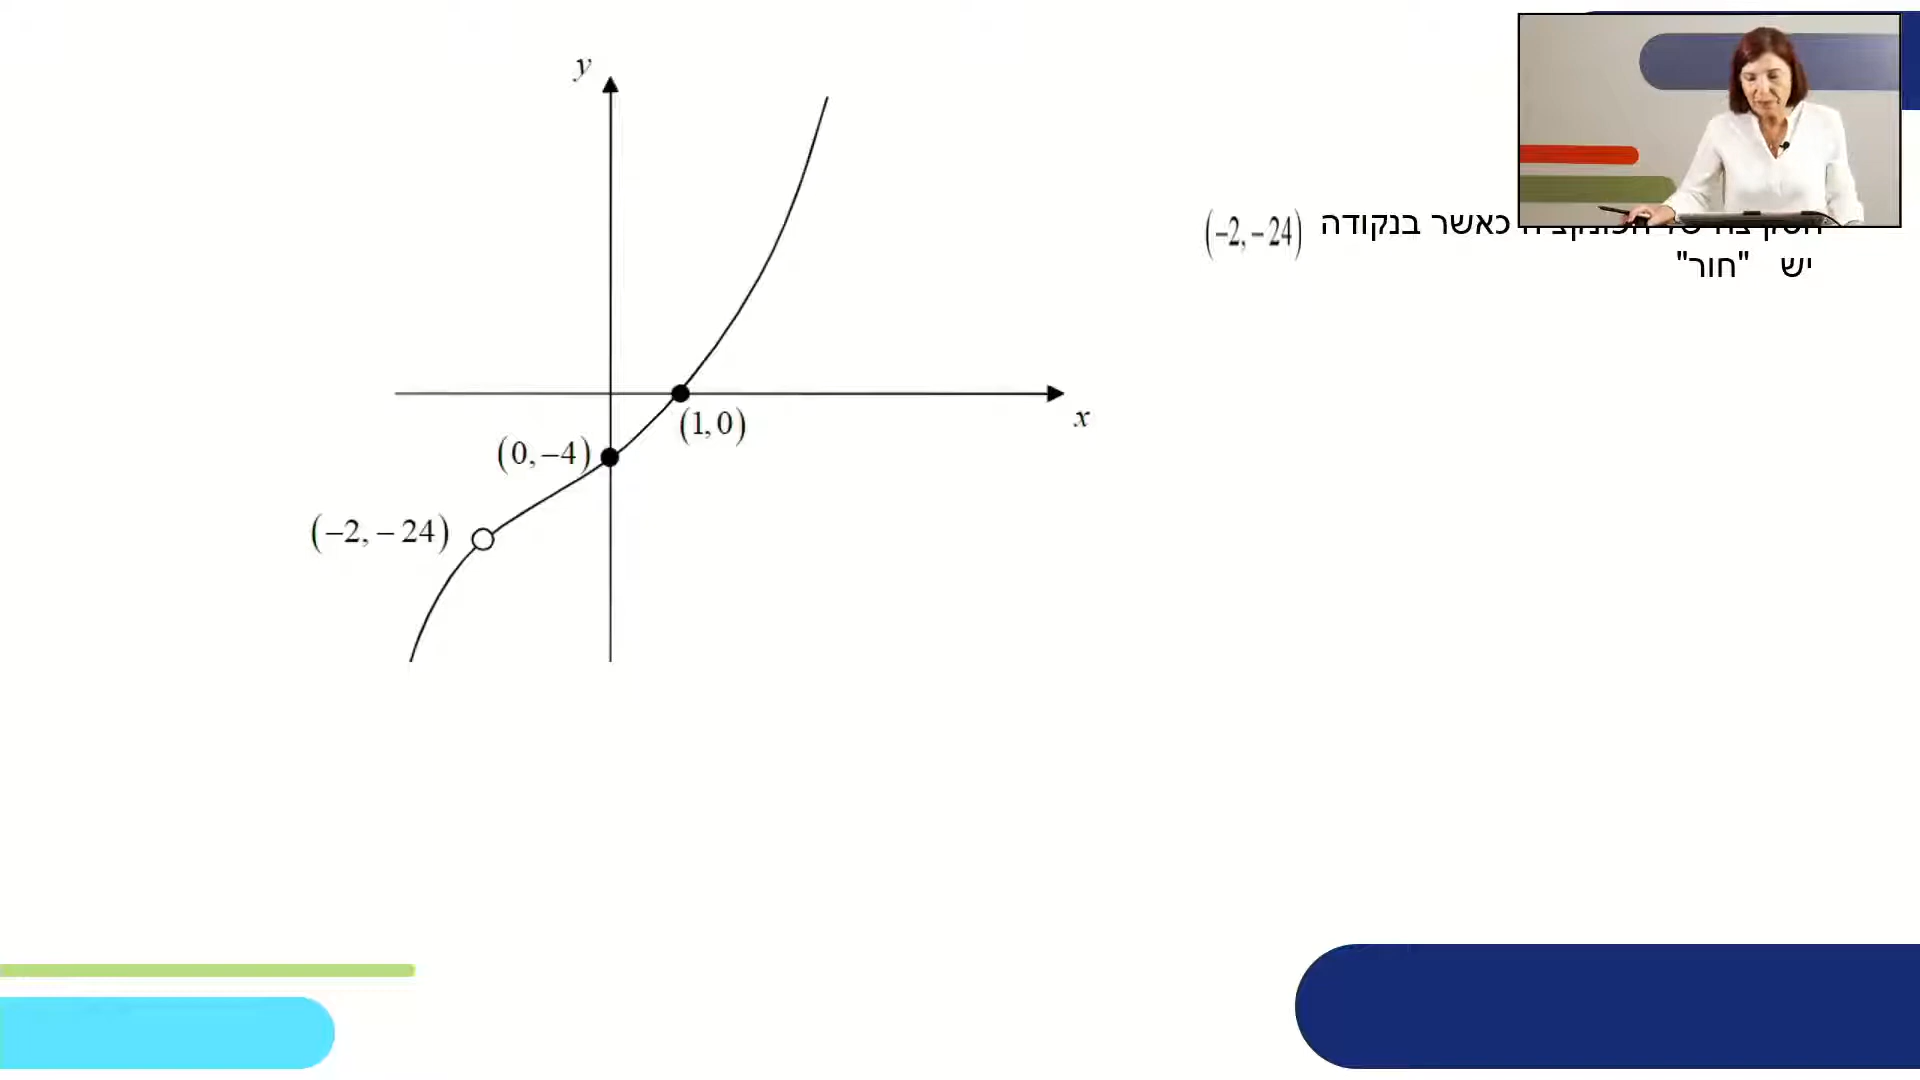 y
כאשר בנקודה (−2,−24)
יש "חור"
x
(1,0)
(0,−4)
(−2,− 24)